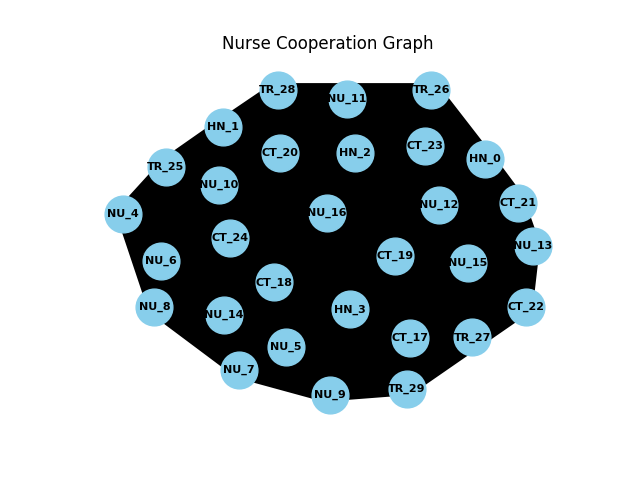 Nurse Cooperation Graph
TR_28
TR_26
NU_11
HN_1
CT_23
CT_20
HN_2
HN_0
TR_25
NU_10
CT_21
NU_12
NU_16
NU_4
CT_24
NU_13
CT_19
NU_6
NU_15
CT_18
NU_8
CT_22
HN_3
NU_14
TR_27
CT_17
NU_5
NU_7
TR_29
NU_9